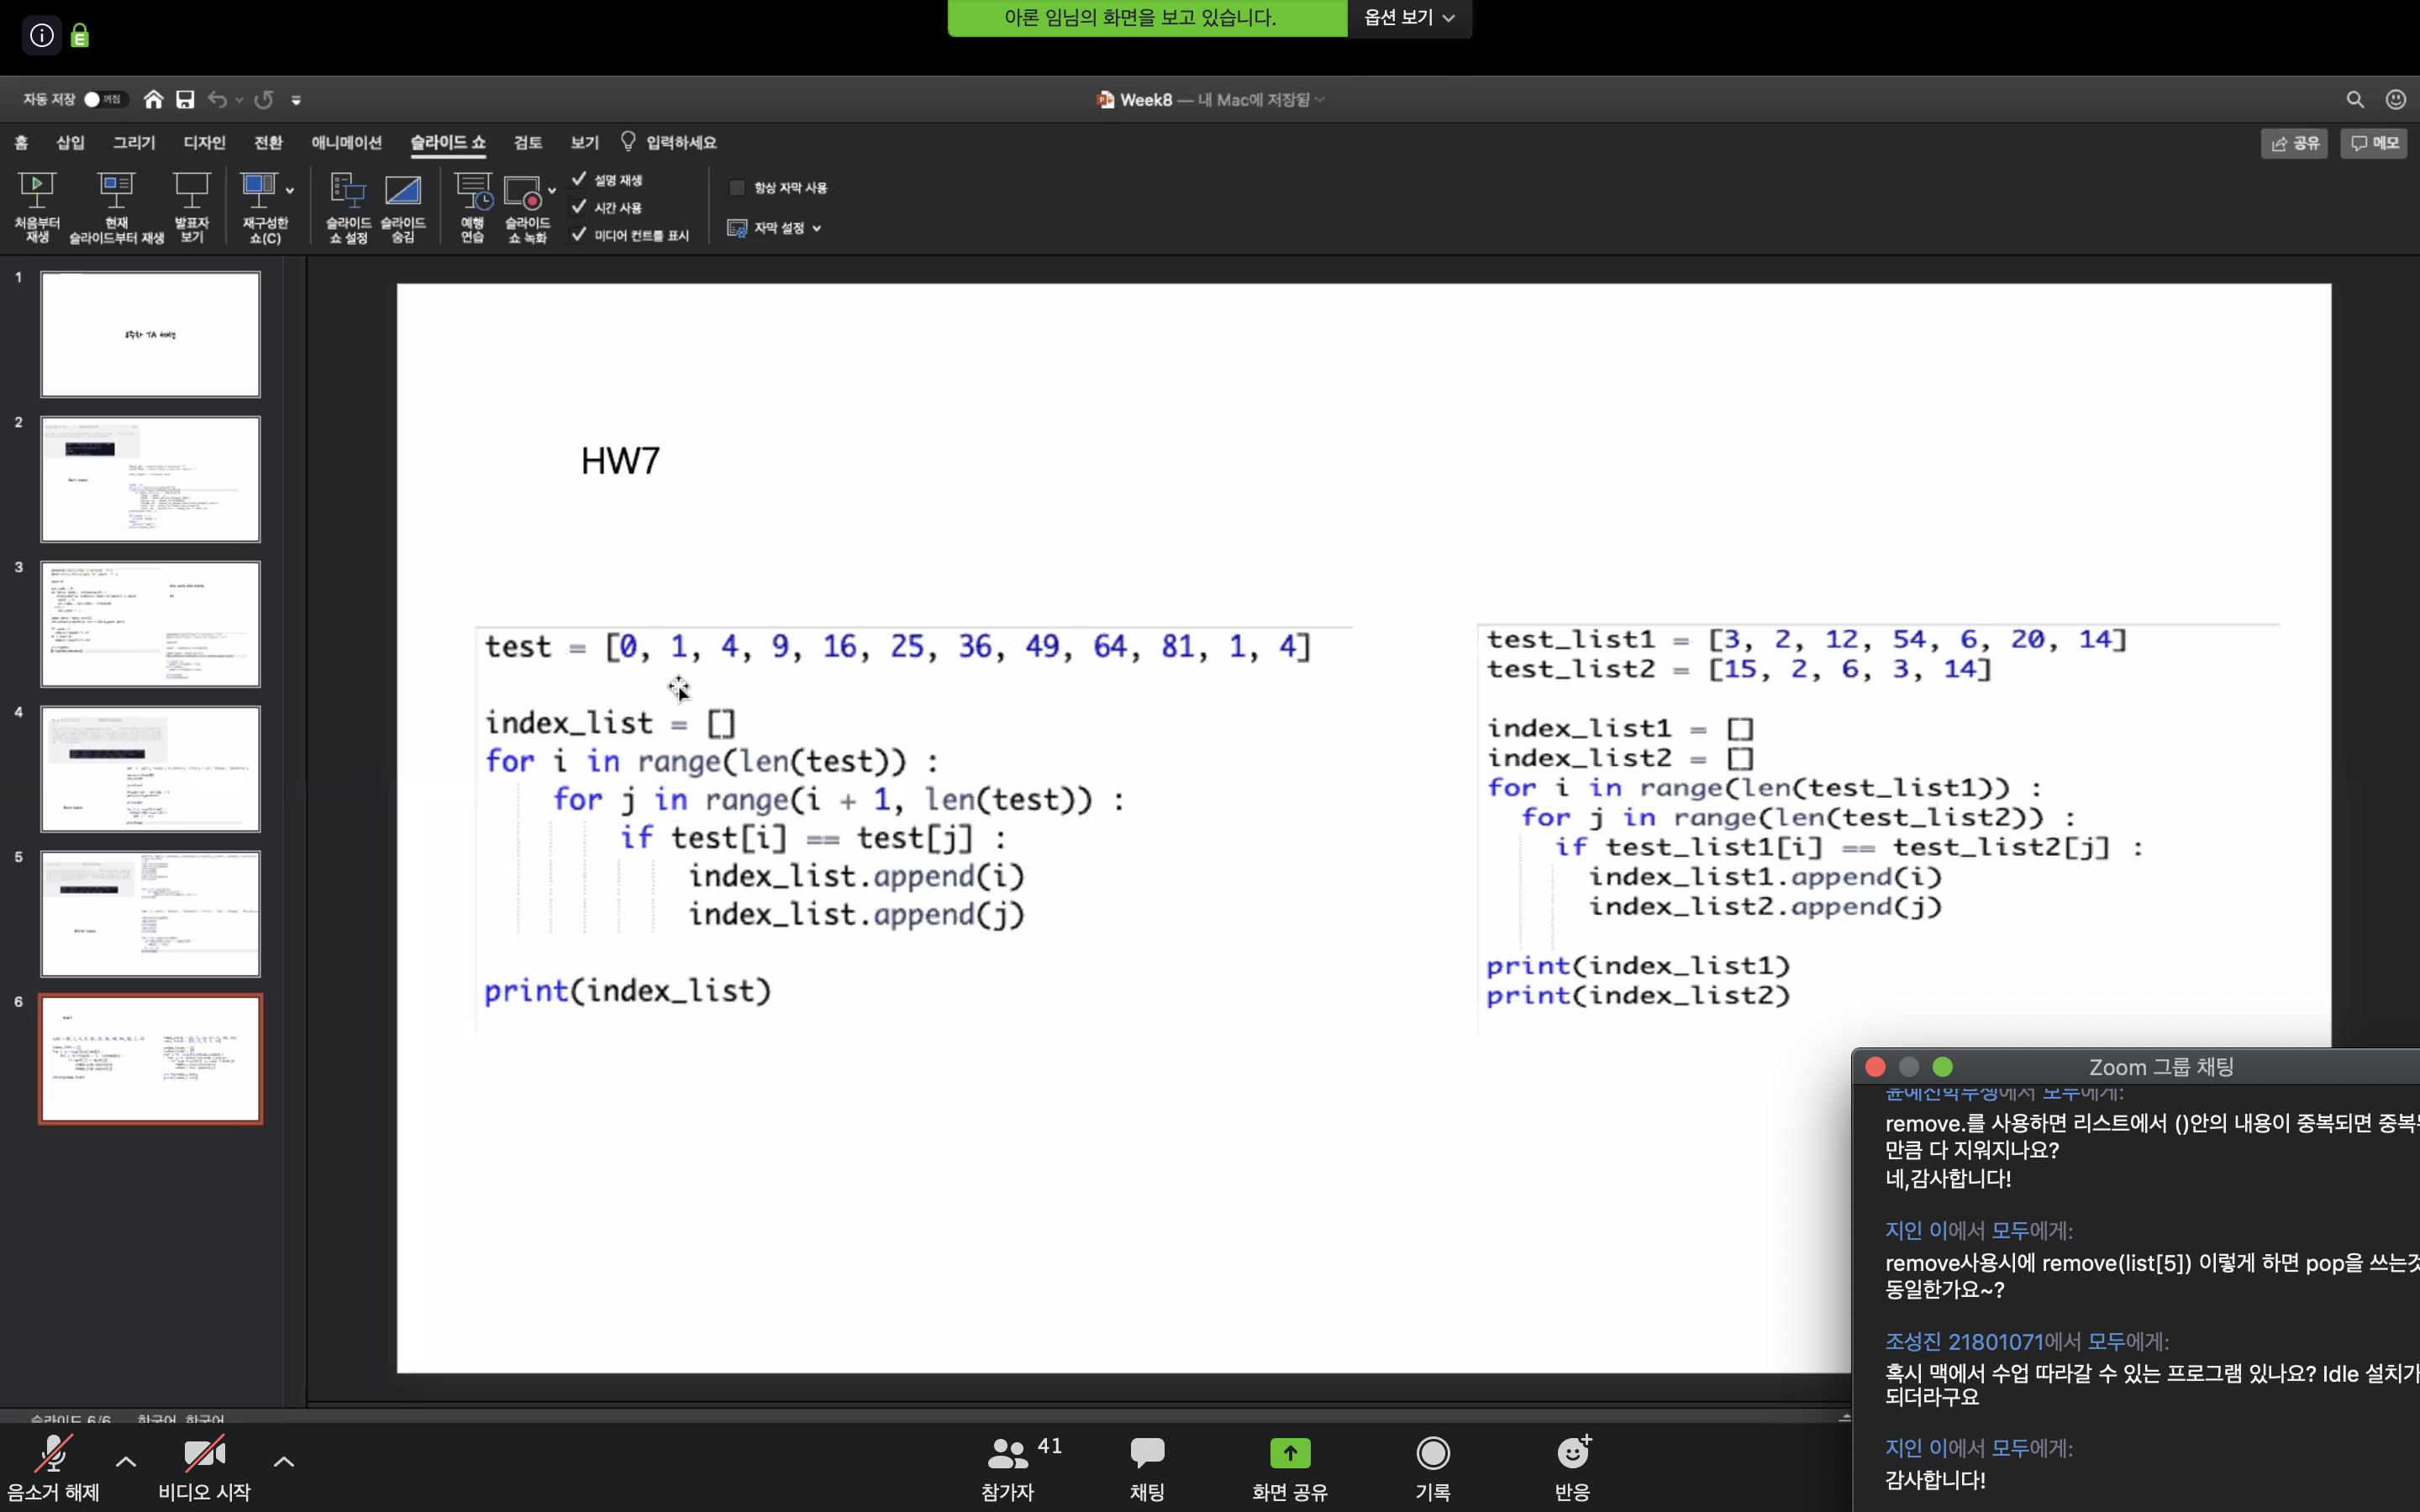 아론 임님의 화면을 보고 있습니다.
옵션 보기
자동 저장 꺼짐
Week8 — 내 Mac에 저장됨
홈 삽입 그리기 디자인 전환 애니메이션 슬라이드 쇼 검토 보기 입력하세요
공유 메모
처음부터 재생
현재 슬라이드부터 재생
발표자 보기
재구성한 쇼(C)
슬라이드 쇼 설정
슬라이드 숨김
예행 연습
슬라이드 쇼 녹화
설명 재생
시간 사용
미디어 컨트롤 표시
항상 자막 사용
자막 설정
1
8주차 TA 세션
2
3
4
5
6
HW7
test = [0, 1, 4, 9, 16, 25, 36, 49, 64, 81, 1, 4]
index_list = []
for i in range(len(test)) :
for j in range(i + 1, len(test)) :
if test[i] == test[j] :
index_list.append(i)
index_list.append(j)
print(index_list)
test_list1 = [3, 2, 12, 54, 6, 20, 14]
test_list2 = [15, 2, 6, 3, 14]
index_list1 = []
index_list2 = []
for i in range(len(test_list1)) :
for j in range(len(test_list2)) :
if test_list1[i] == test_list2[j] :
index_list1.append(i)
index_list2.append(j)
print(index_list1)
print(index_list2)
Zoom 그룹 채팅
에서 모두에게:
remove.를 사용하면 리스트에서 ()안의 내용이 중복되면
만큼 다 지워지나요?
네,감사합니다!
지인 이에서 모두에게:
remove사용시에 remove(list[5]) 이렇게 하면 pop을
동일한가요~?
조성진 21801071에서 모두에게:
혹시 맥에서 수업 따라갈 수 있는 프로그램 있나요? Idle 설치가
되더라구요
지인 이에서 모두에게:
감사합니다!
슬라이드 6/6 한국어
음소거 해제
비디오 시작
41
참가자
채팅
화면 공유
기록
반응